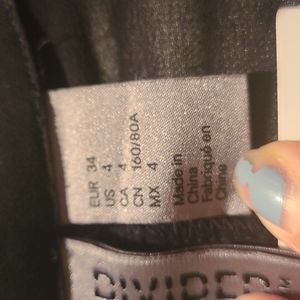 EUR 34
US 4
CA 4
CN 160/80A
MX 4
Made in
China
Fabriqué en
Chine
DIVIDED